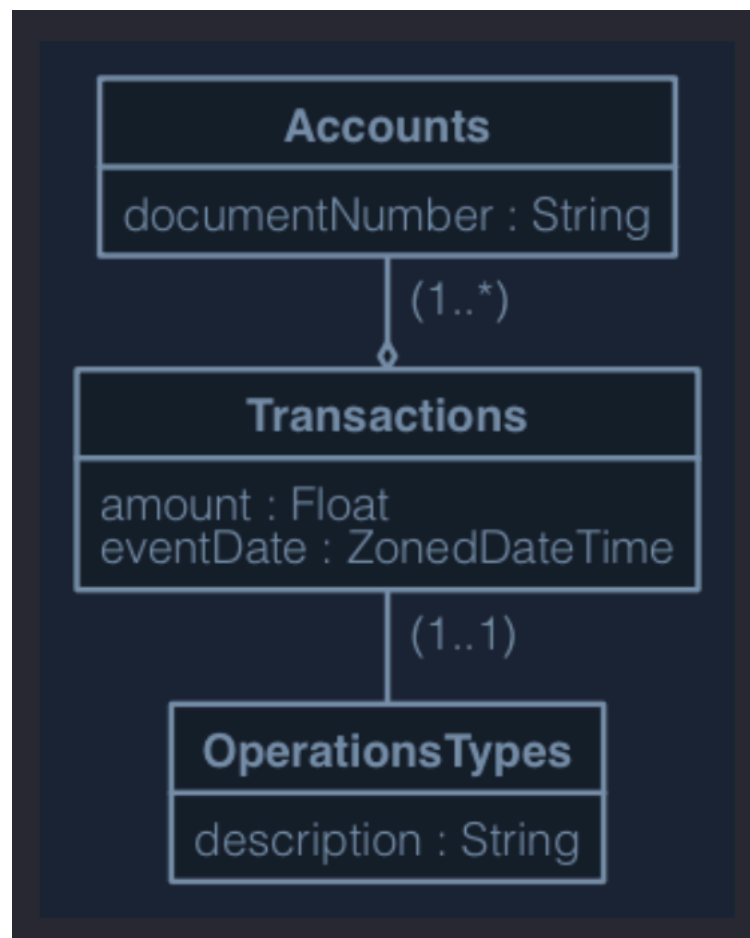 Accounts
documentNumber : String
(1..*)
Transactions
amount : Float
eventDate : ZonedDateTime
(1..1)
OperationsTypes
description : String